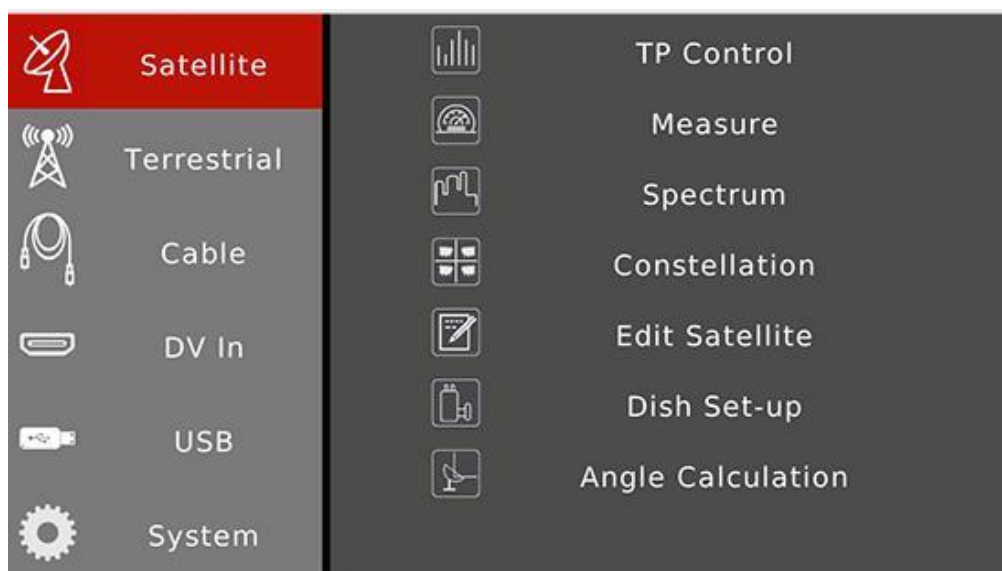 Satellite
Terrestrial
Cable
DV In
USB
System
TP Control
Measure
Spectrum
Constellation
Edit Satellite
Dish Set-up
Angle Calculation